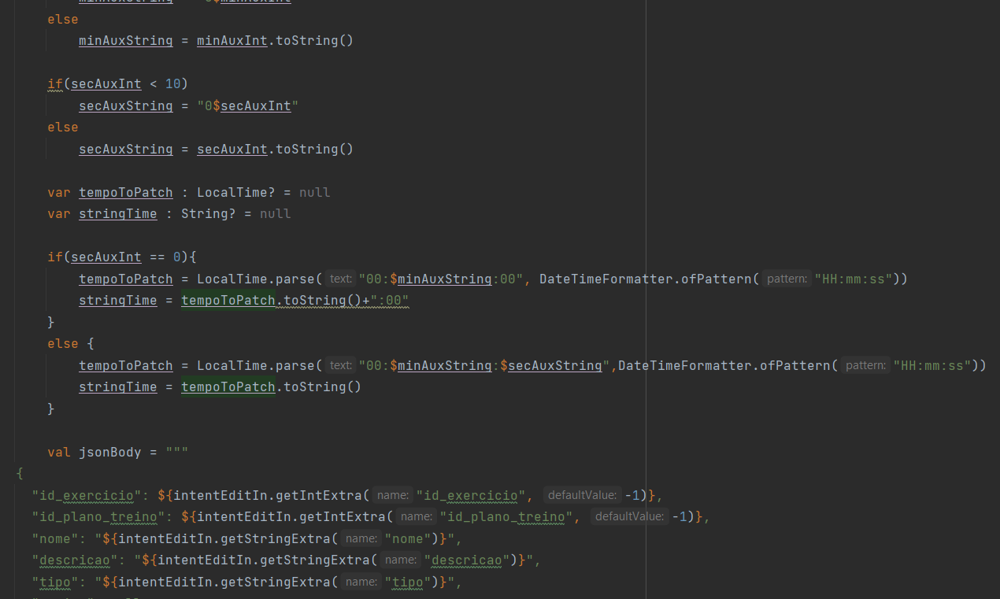 else
minAuxString = minAuxInt.toString()
if(secAuxInt < 10)
secAuxString = "0$secAuxInt"
else
secAuxString = secAuxInt.toString()
var tempoToPatch : LocalTime? = null
var stringTime : String? = null
if(secAuxInt == 0){
tempoToPatch = LocalTime.parse( text: "00:$minAuxString:00", DateTimeFormatter.ofPattern( pattern: "HH:mm:ss"))
stringTime = tempoToPatch.toString()+":00"
}
else {
tempoToPatch = LocalTime.parse( text: "00:$minAuxString:$secAuxString",DateTimeFormatter.ofPattern( pattern: "HH:mm:ss"))
stringTime = tempoToPatch.toString()
}
val jsonBody = """
{
"id_exercicio": ${intentEditIn.getIntExtra( name: "id_exercicio", defaultValue: -1)},
"id_plano_treino": ${intentEditIn.getIntExtra( name: "id_plano_treino", defaultValue: -1)},
"nome": "${intentEditIn.getStringExtra( name: "nome")}",
"descricao": "${intentEditIn.getStringExtra( name: "descricao")}",
"tipo": "${intentEditIn.getStringExtra( name: "tipo")}",